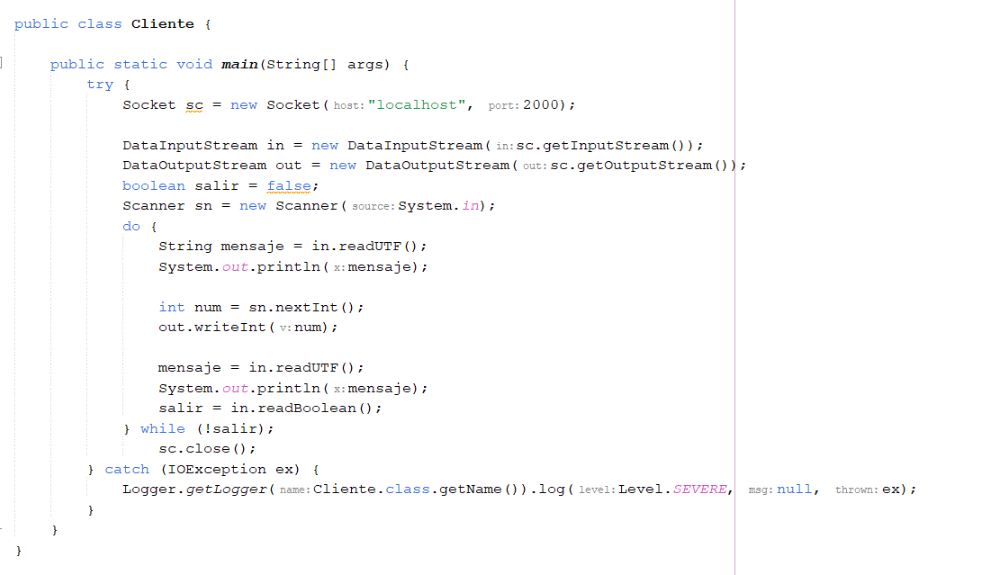 public class Cliente {
public static void main(String[] args) {
try {
Socket sc = new Socket( host: "localhost", port: 2000);
DataInputStream in = new DataInputStream( in: sc.getInputStream());
DataOutputStream out = new DataOutputStream( out: sc.getOutputStream());
boolean salir = false;
Scanner sn = new Scanner( source: System.in);
do {
String mensaje = in.readUTF();
System.out.println( x: mensaje);
int num = sn.nextInt();
out.writeInt( v: num);
mensaje = in.readUTF();
System.out.println( x: mensaje);
salir = in.readBoolean();
} while (!salir);
sc.close();
} catch (IOException ex) {
Logger.getLogger( name: Cliente.class.getName()).log( level: Level.SEVERE, msg: null, thrown: ex);
}
}
}